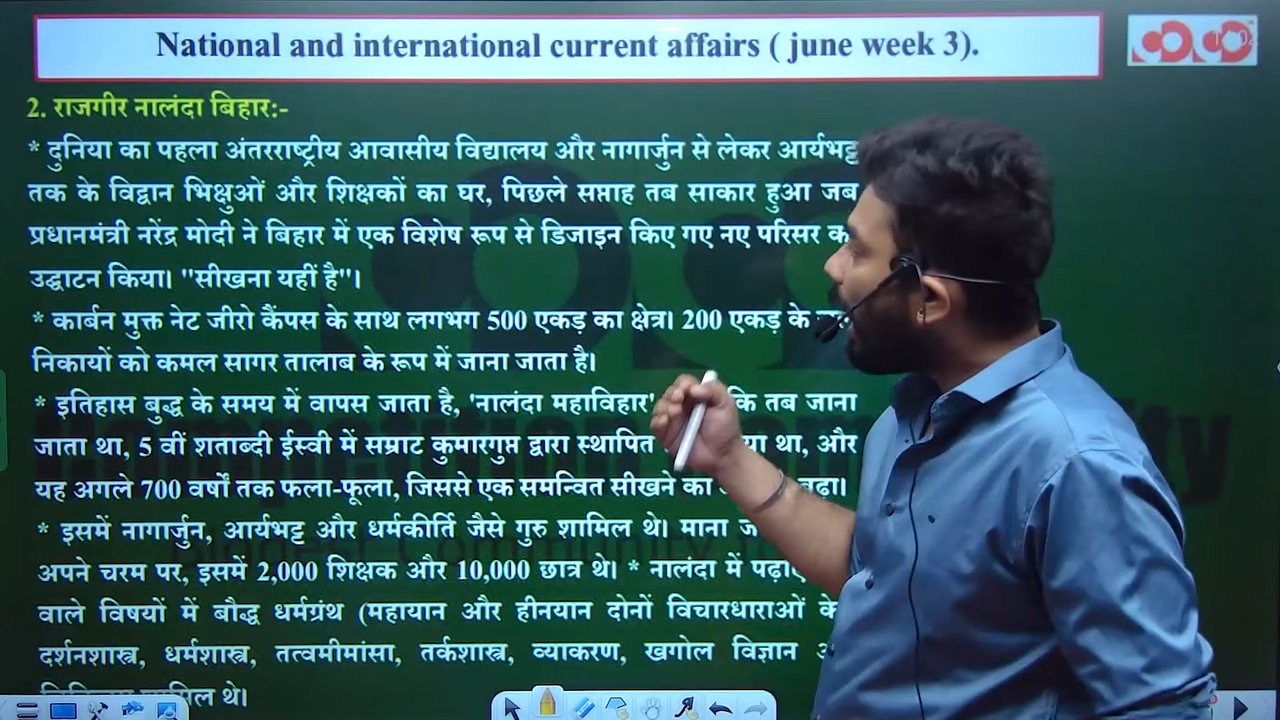 National and international current affairs ( june week 3).
2. राजगीर नालंदा बिहार:-
* दुनिया का पहला अंतरराष्ट्रीय आवासीय विद्यालय और नागार्जुन से लेकर आर्यभट्ट
तक के विद्वान भिक्षुओं और शिक्षकों का घर, पिछले सप्ताह तब साकार हुआ जब
प्रधानमंत्री नरेंद्र मोदी ने बिहार में एक विशेष रूप से डिजाइन किए गए नए परिसर
उद्घाटन किया। "सीखना यहीं है"।
* कार्बन मुक्त नेट जीरो कैंपस के साथ लगभग 500 एकड़ का क्षेत्र। 200 एकड़ के
निकायों को कमल सागर तालाब के रूप में जाना जाता है।
* इतिहास बुद्ध के समय में वापस जाता है, 'नालंदा महाविहार' कि तब जाना
जाता था, 5 वीं शताब्दी ईस्वी में सम्राट कुमारगुप्त द्वारा स्थापित था, और
यह अगले 700 वर्षों तक फला-फूला, जिससे एक समन्वित सीखने का बढ़ा।
* इसमें नागार्जुन, आर्यभट्ट और धर्मकीर्ति जैसे गुरु शामिल थे। माना
अपने चरम पर, इसमें 2,000 शिक्षक और 10,000 छात्र थे। * नालंदा में
वाले विषयों में बौद्ध धर्मग्रंथ (महायान और हीनयान दोनों विचारधाराओं के
दर्शनशास्त्र, धर्मशास्त्र, तत्वमीमांसा, तर्कशास्त्र, व्याकरण, खगोल विज्ञान
थे।